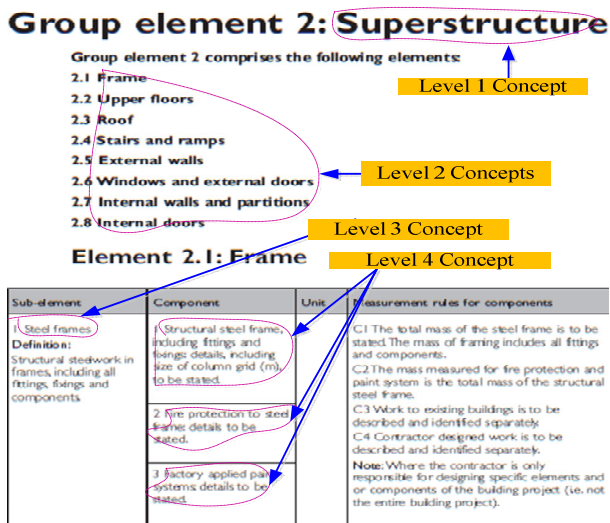 Group element 2: Superstructure
Group element 2 comprises the following elements:
Level 1 Concept
2.1 Frame
2.2 Upper floors
2.3 Roof
2.4 Stairs and ramps
2.5 External walls
2.6 Windows and external doors
2.7 Internal walls and partitions
2.8 Internal doors
Level 2 Concepts
Level 3 Concept
Element 2.1: Frame
Level 4 Concept
Sub-element
Component
Unit
Measurement rules for components
1 Steel frames
Definition:
Structural steelwork in
frames, including all
fittings, fixings and
components.
1 Structural steel frame,
including fittings and
fixings: details, including
size of column grid (m),
to be stated.
2 Fire protection to steel
frame: details to be
stated.
3 Factory applied paint
systems: details to be
stated.
C1 The total mass of the steel frame is to be
stated. The mass of framing includes all fittings
and components.
C2 The mass measured for fire protection and
paint system is the total mass of the structural
steel frame.
C3 Work to existing buildings is to be
described and identified separately.
C4 Contractor designed work is to be
described and identified separately.
Note: Where the contractor is only
responsible for designing specific elements and
or components of the building project (i.e. not
the entire building project).